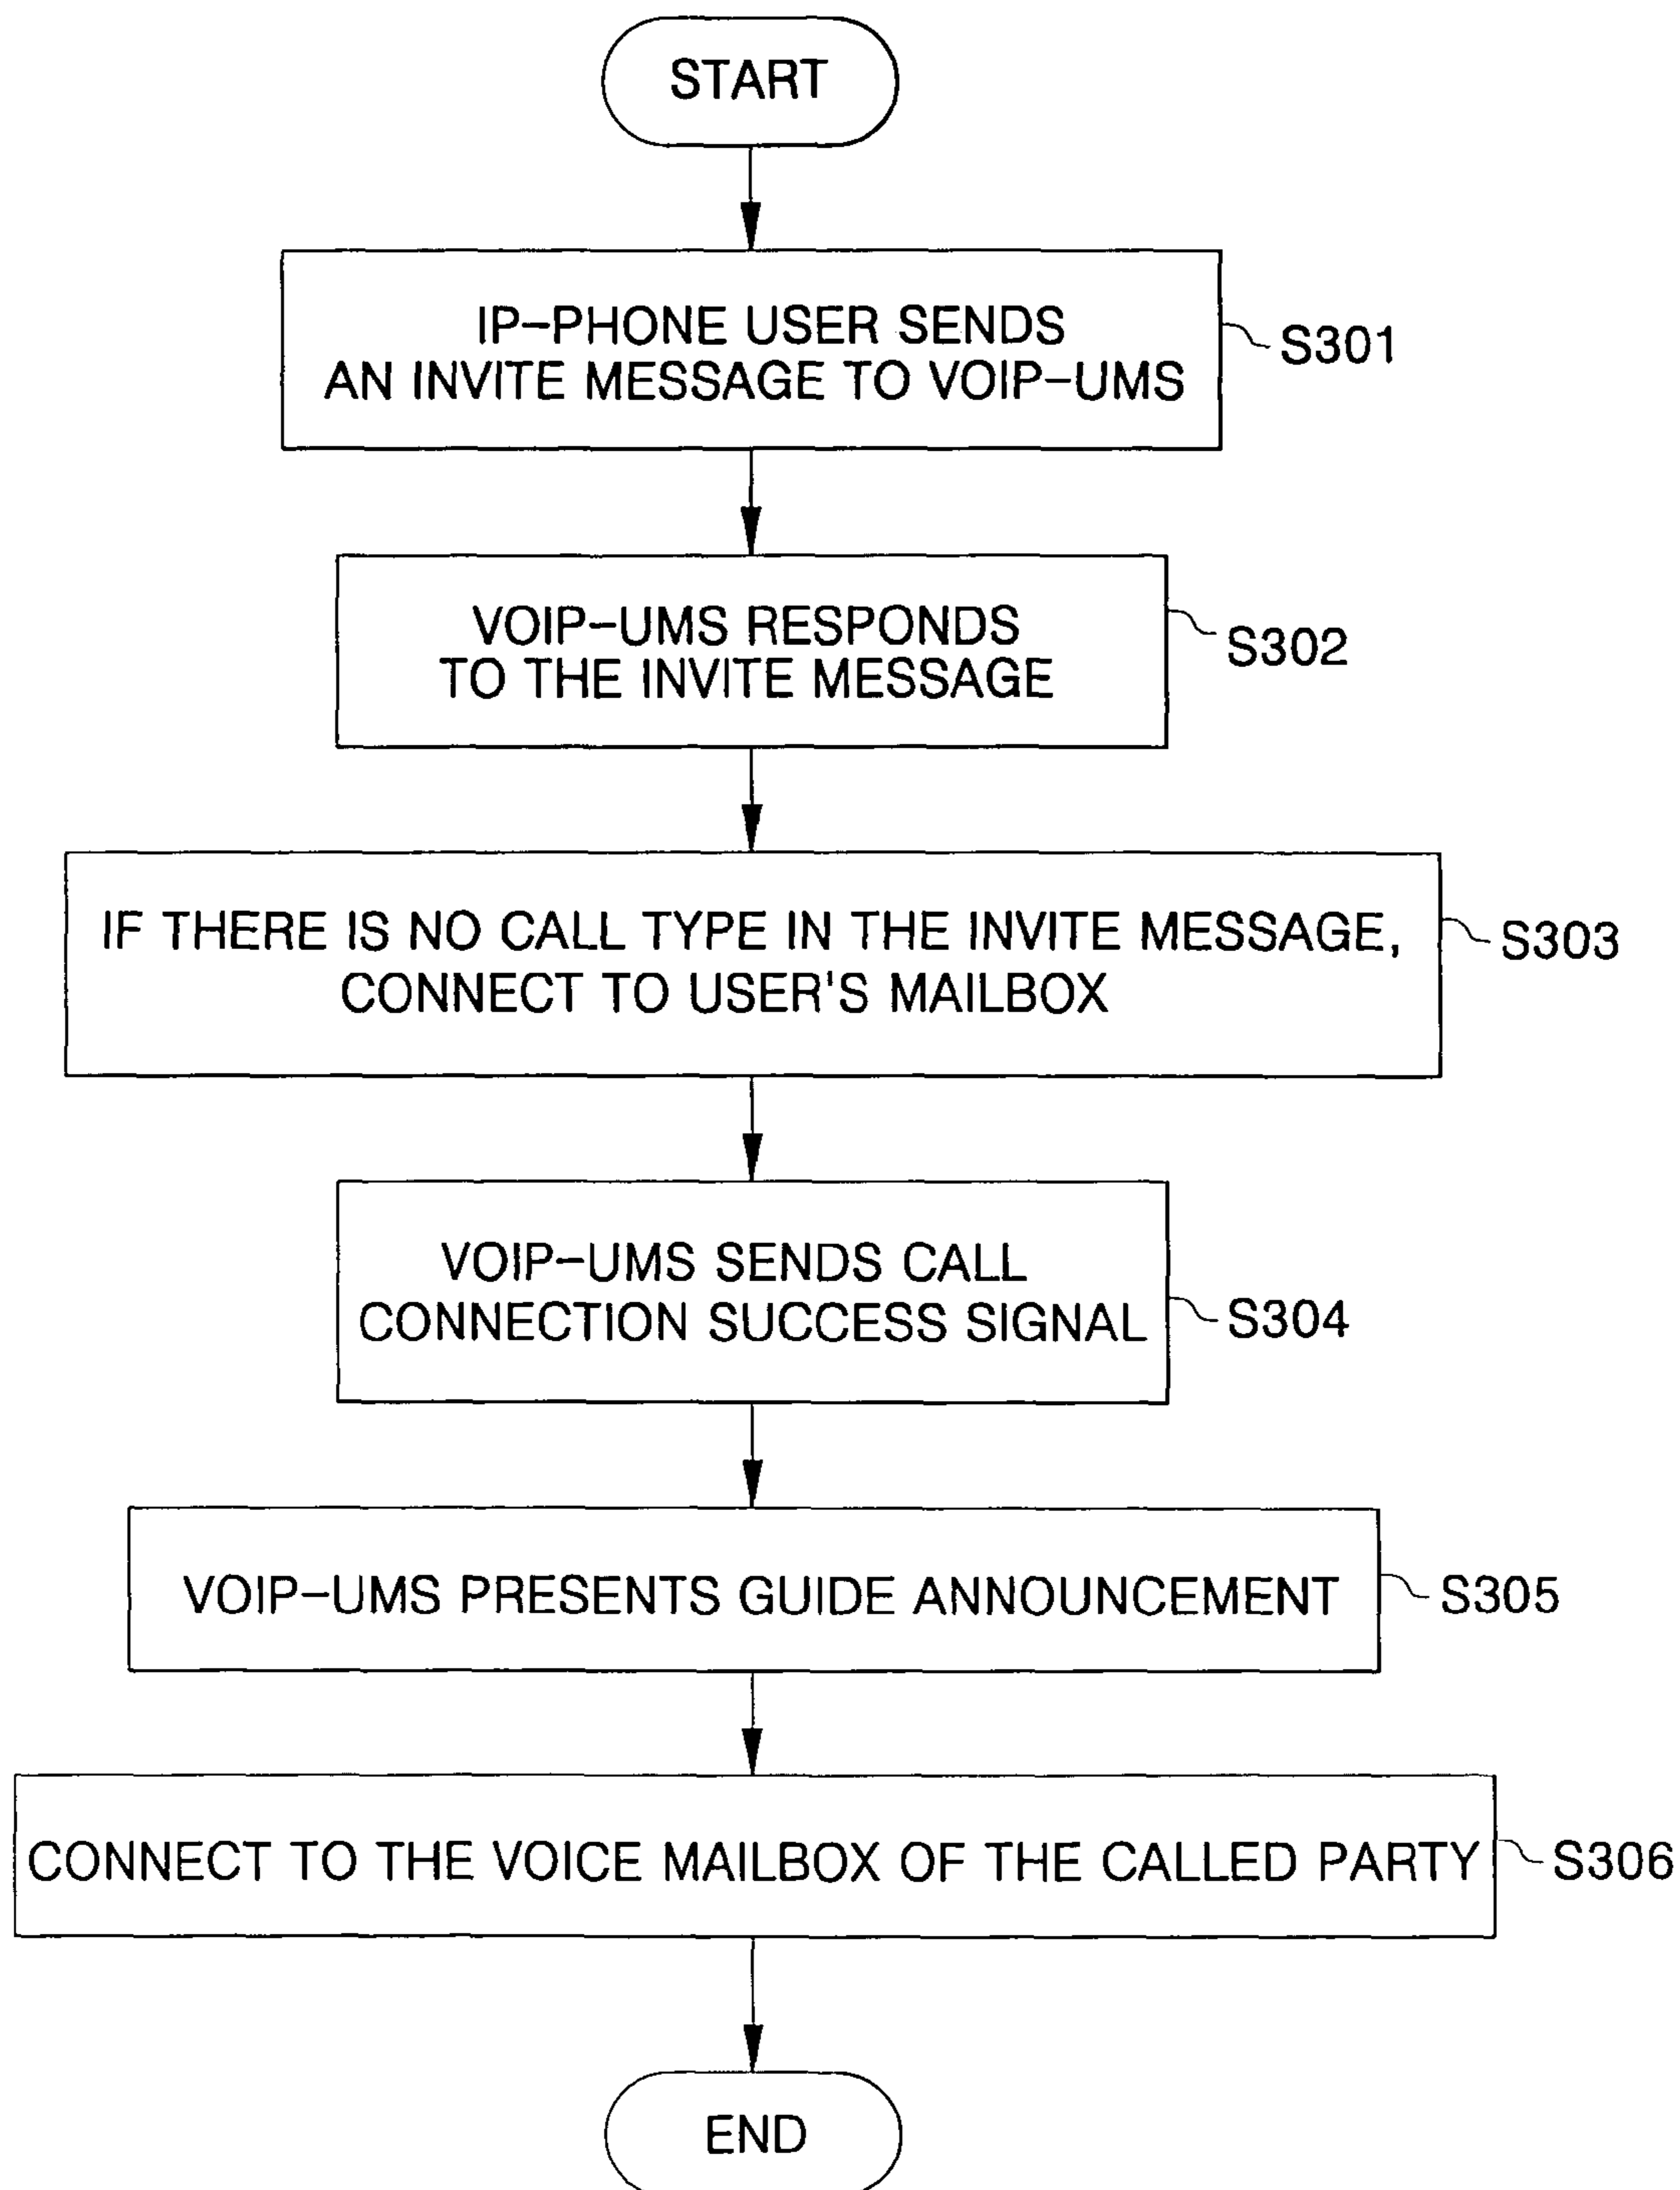 START
IP-PHONE USER SENDS
AN INVITE MESSAGE TO VOIP-UMS
S301
VOIP-UMS RESPONDS
TO THE INVITE MESSAGE
S302
IF THERE IS NO CALL TYPE IN THE INVITE MESSAGE,
CONNECT TO USER'S MAILBOX
S303
VOIP-UMS SENDS CALL
CONNECTION SUCCESS SIGNAL
S304
VOIP-UMS PRESENTS GUIDE ANNOUNCEMENT
S305
CONNECT TO THE VOICE MAILBOX OF THE CALLED PARTY
S306
END